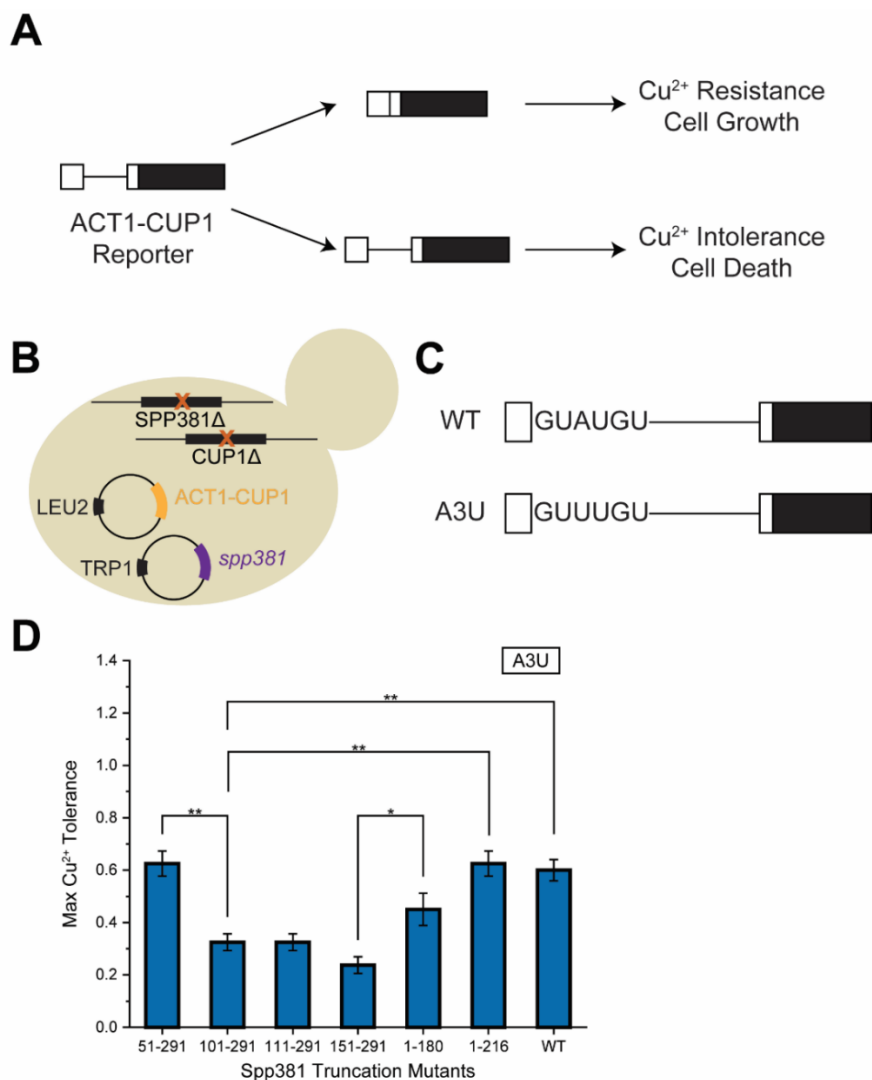 A
ACT1-CUP1
Reporter
Cu²⁺ Resistance
Cell Growth
Cu²⁺ Intolerance
Cell Death
B
SPP381Δ
CUP1Δ
LEU2
ACT1-CUP1
TRP1
spp381
C
WT
GUAUGU
A3U
GUUUGU
D
A3U
Max Cu²⁺ Tolerance
1.4
1.2
1.0
0.8
0.6
0.4
0.2
0.0
**
**
**
*
51-291 101-291 111-291 151-291 1-180 1-216 WT
Spp381 Truncation Mutants